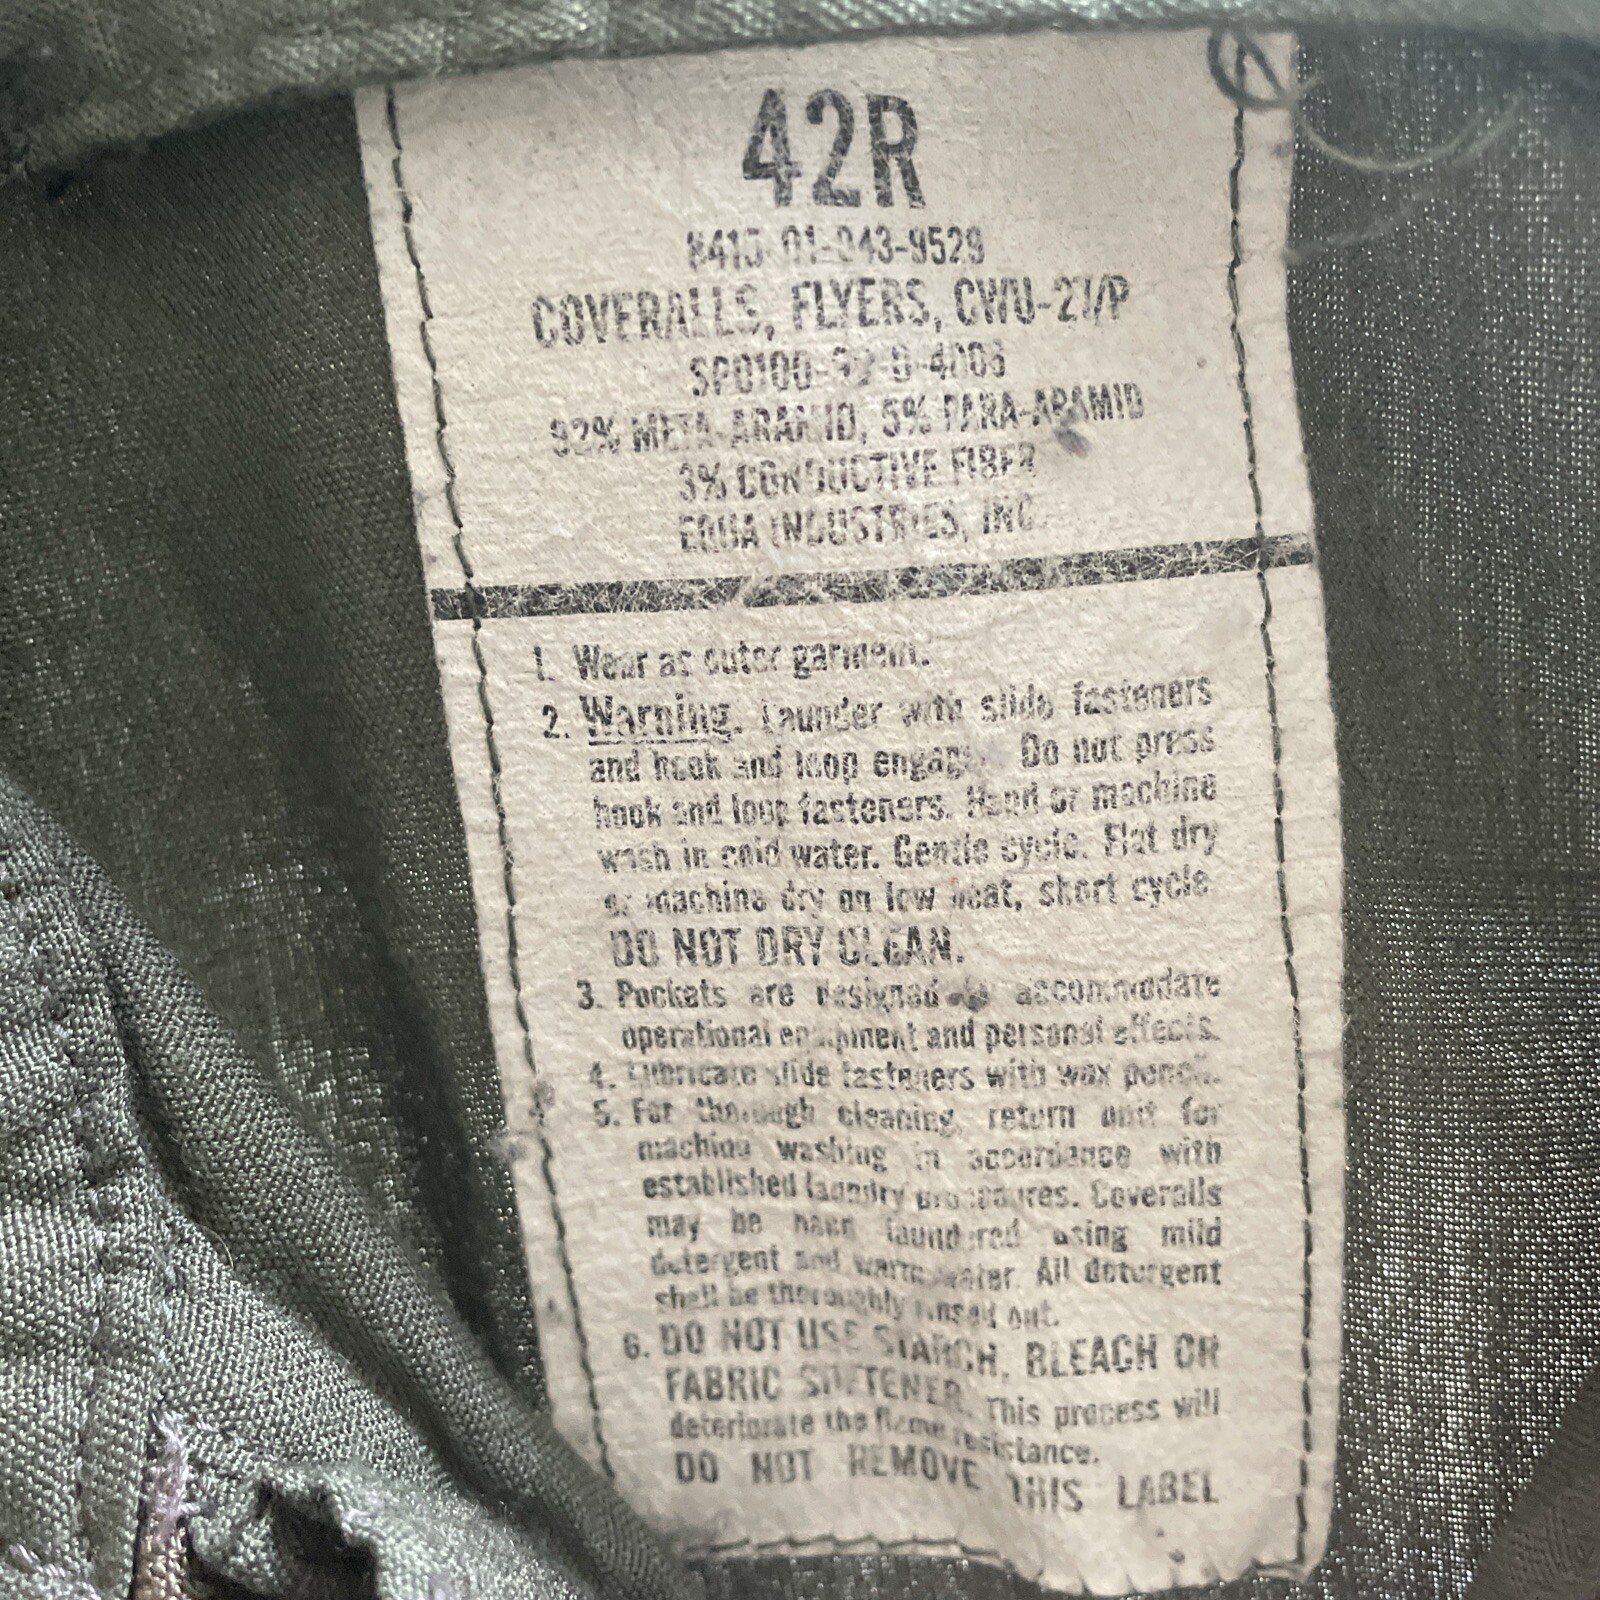 42R
8415-01-043-9529
COVERALLS, FLYERS, CWU-27/P
SP0100-92-D-4006
92% META-ARAMID, 5% PARA-ARAMID
3% CONDUCTIVE FIBER
EQUA INDUSTRIES, INC.
1. Wear as outer garment.
2. Warning. Launder with slide fasteners
and hook and loop engaged. Do not press
hook and loop fasteners. Hand or machine
wash in cold water. Gentle cycle. Flat dry
or machine dry on low heat, short cycle
DO NOT DRY CLEAN.
3. Pockets are designed to accommodate
operational equipment and personal effects.
4. Lubricate slide fasteners with wax pencil.
5. For thorough cleaning, return unit for
machine washing in accordance with
established laundry procedures. Coveralls
may be hand laundered using mild
detergent and warm water. All detergent
shall be thoroughly rinsed out.
6. DO NOT USE STARCH, BLEACH OR
FABRIC SOFTENER. This process will
deteriorate the flame resistance.
DO NOT REMOVE THIS LABEL